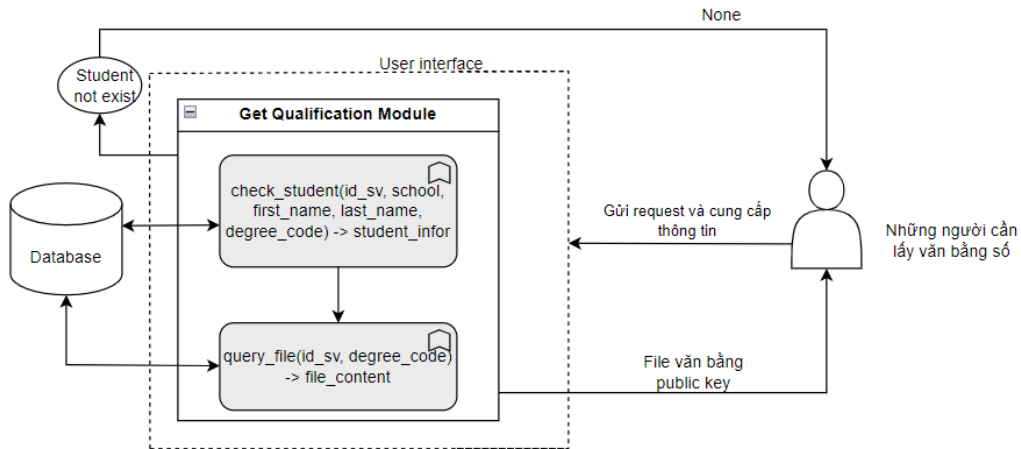 None
User interface
Student
not exist
Get Qualification Module
check_student(id_sv, school,
first_name, last_name,
degree_code) -> student_infor
Database
Gửi request và cung cấp
thông tin
Những người cần
lấy văn bằng số
query_file(id_sv, degree_code)
-> file_content
File văn bằng
public key